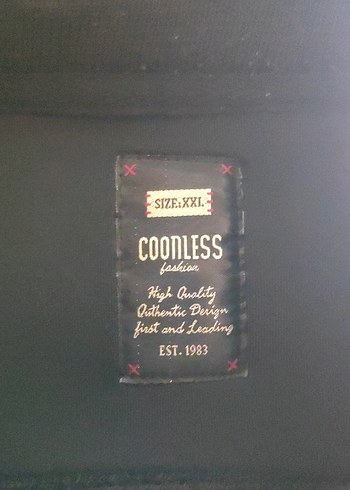 SIZE:XXL
COONLESS
fashion
High Quality
Authentic Design
first and Leading
EST. 1983